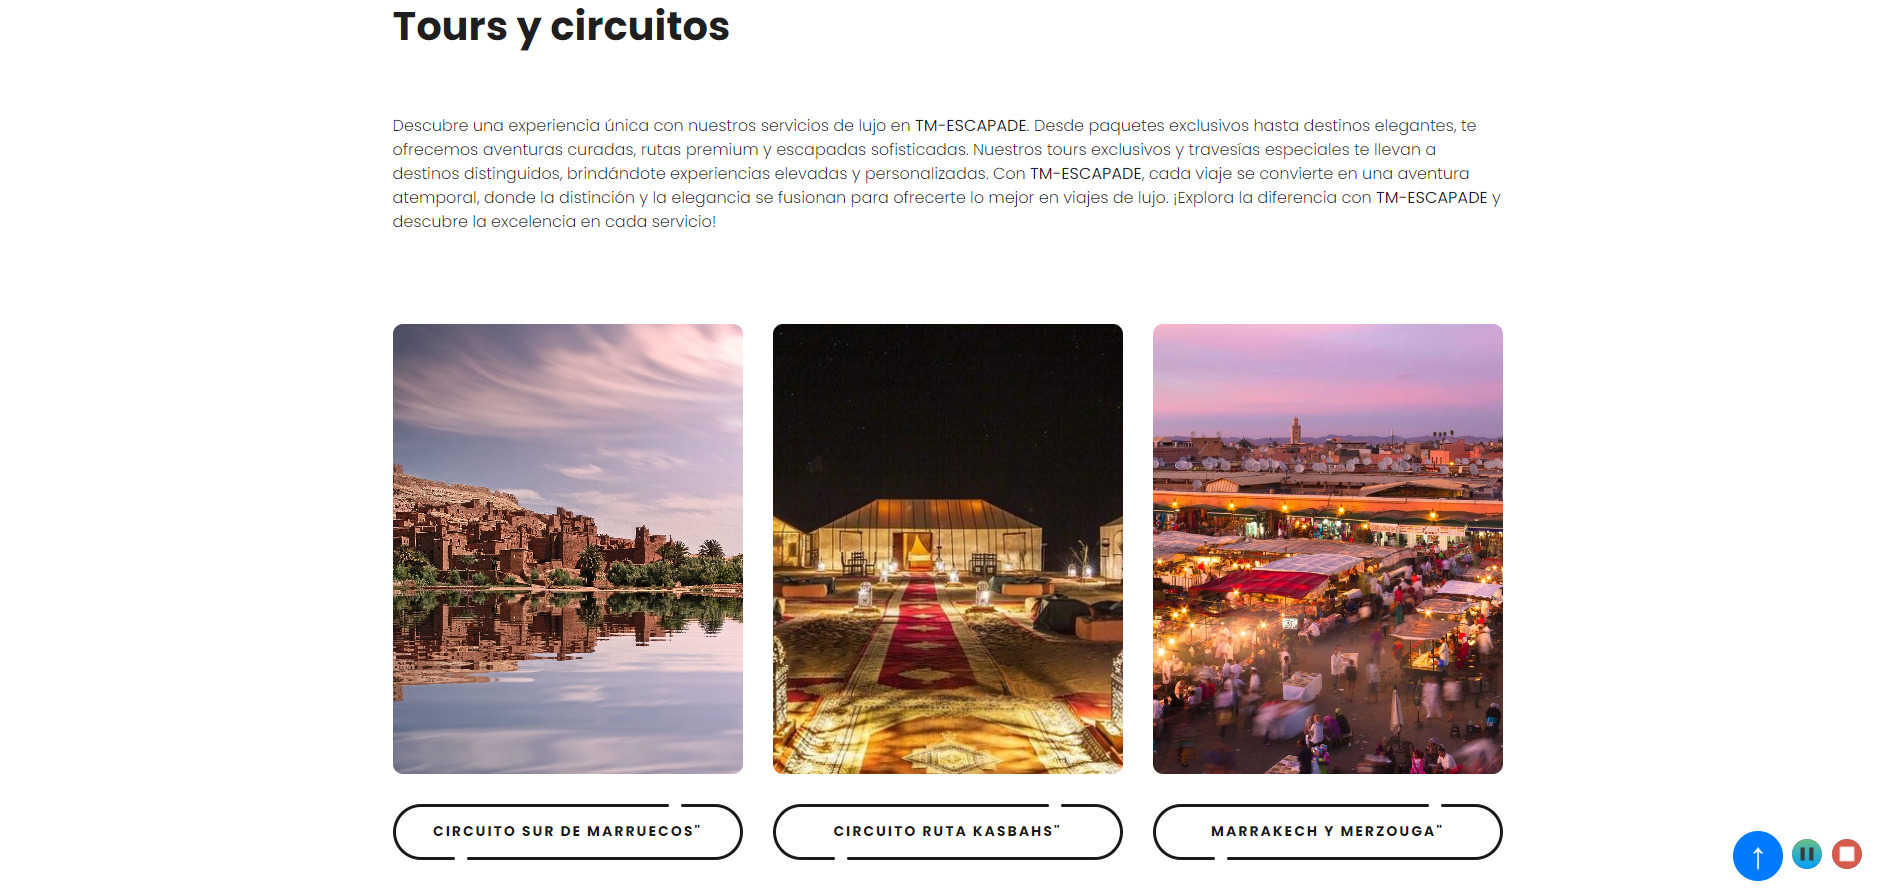 Tours y circuitos
Descubre una experiencia única con nuestros servicios de lujo en TM-ESCAPADE. Desde paquetes exclusivos hasta destinos elegantes, te
ofrecemos aventuras curadas, rutas premium y escapadas sofisticadas. Nuestros tours exclusivos y travesías especiales te llevan a
destinos distinguidos, brindándote experiencias elevadas y personalizadas. Con TM-ESCAPADE, cada viaje se convierte en una aventura
atemporal, donde la distinción y la elegancia se fusionan para ofrecerte lo mejor en viajes de lujo. ¡Explora la diferencia con TM-ESCAPADE y
descubre la excelencia en cada servicio!
CIRCUITO SUR DE MARRUECOS"
CIRCUITO RUTA KASBAHS"
MARRAKECH Y MERZOUGA"